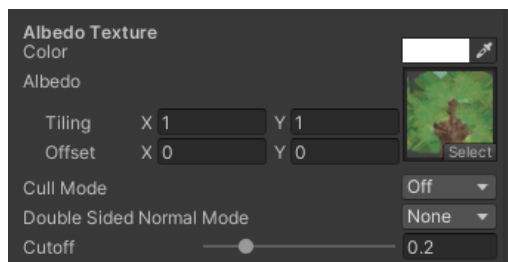 Albedo Texture
Color
Albedo
Tiling X 1 Y 1
Offset X 0 Y 0
Select
Cull Mode Off
Double Sided Normal Mode None
Cutoff 0.2